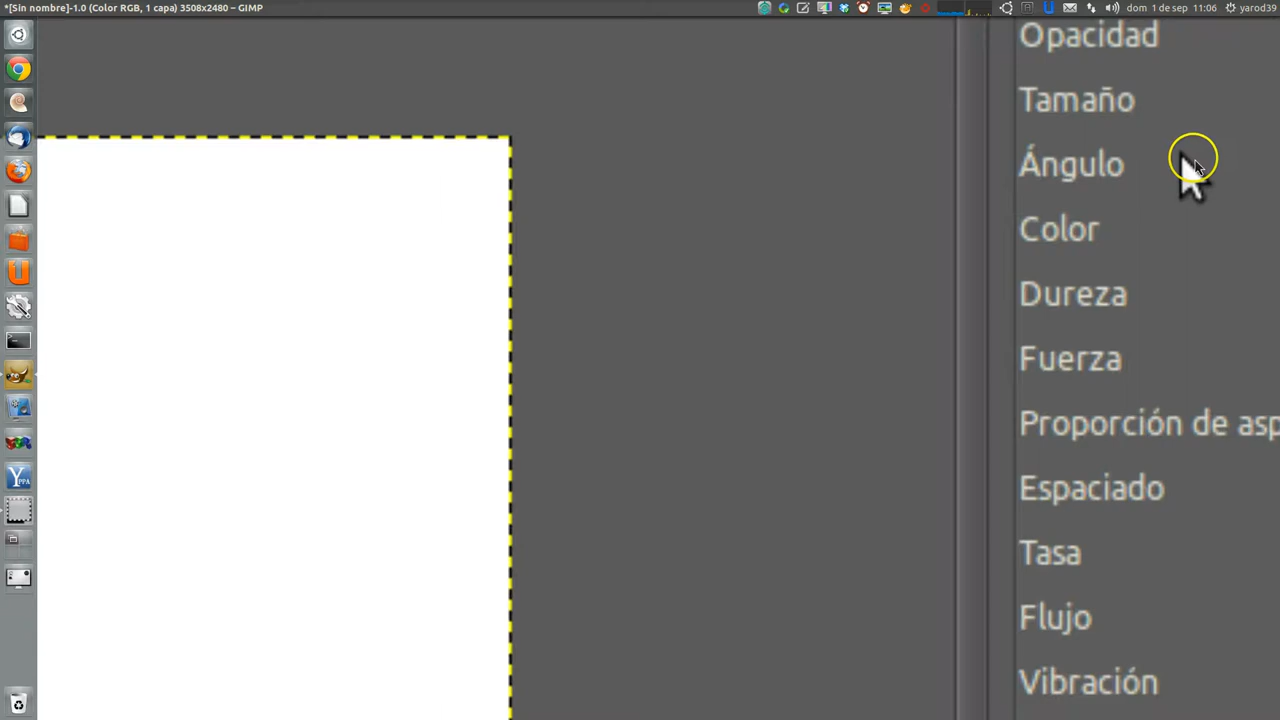 *[Sin nombre]-1.0 (Color RGB, 1 capa) 3508x2480 – GIMP
dom 1 de sep 11:06 yarod39
Opacidad
Tamaño
Ángulo
Color
Dureza
Fuerza
Proporción de asp
Espaciado
Tasa
Flujo
Vibración
YPPA